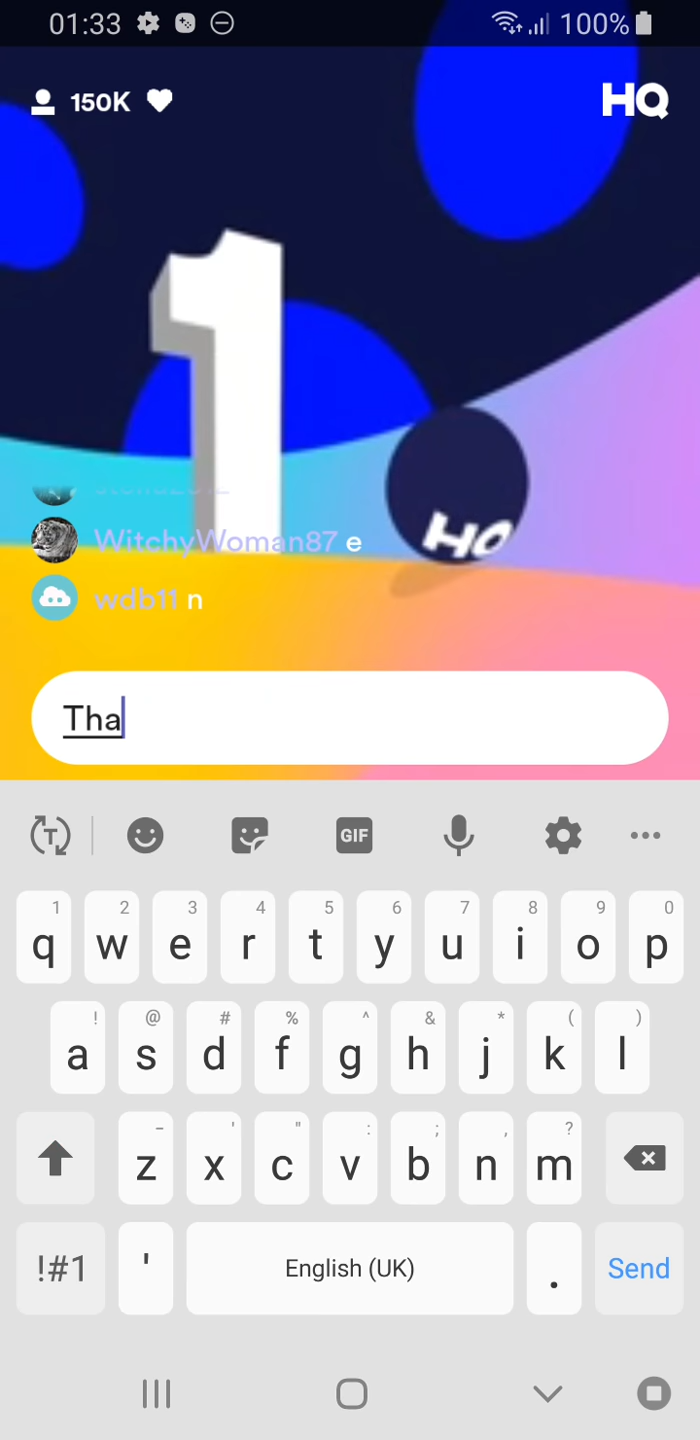 01:33 100%
150K HQ
1
HQ
WitchyWoman87 e
wdb11 n
Tha
T GIF
1 2 3 4 5 6 7 8 9 0
q w e r t y u i o p
! @ # % ^ & * ( )
a s d f g h j k l
- ' " : ; , ?
z x c v b n m
!#1 ' English (UK) . Send